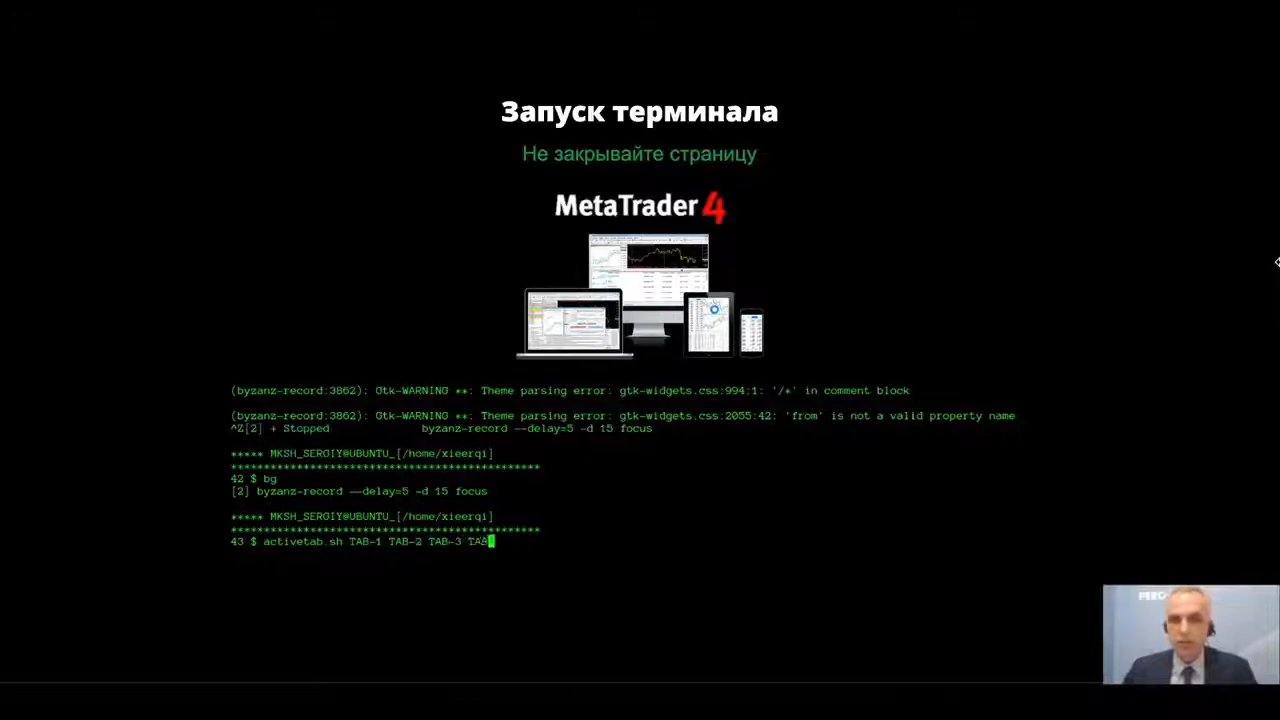 Запуск терминала
Не закрывайте страницу
MetaTrader 4
(byzanz-record:3862): Gtk-WARNING **: Theme parsing error: gtk-widgets.css:994:1: '/*' in comment block
(byzanz-record:3862): Gtk-WARNING **: Theme parsing error: gtk-widgets.css:2055:42: 'from' is not a valid property name
^Z[2] + Stopped byzanz-record --delay=5 -d 15 focus
***** MKSH_SERGIY@UBUNTU_[/home/xieerqi]
***********************************************
42 $ bg
[2] byzanz-record --delay=5 -d 15 focus
***** MKSH_SERGIY@UBUNTU_[/home/xieerqi]
***********************************************
43 $ activetab.sh TAB-1 TAB-2 TAB-3 TAB